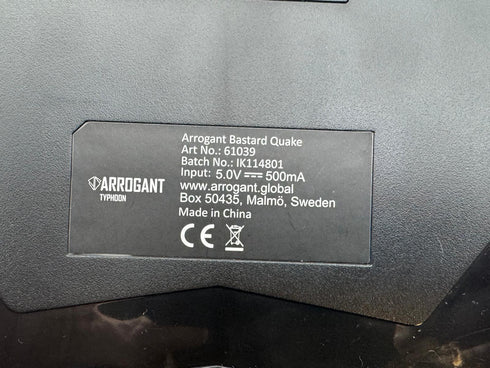 Arrogant Bastard Quake
Art No.: 61039
Batch No.: IK114801
Input: 5.0V ⎓ 500mA
www.arrogant.global
Box 50435, Malmö, Sweden
Made in China
ARROGANT
TYPHOON
CE